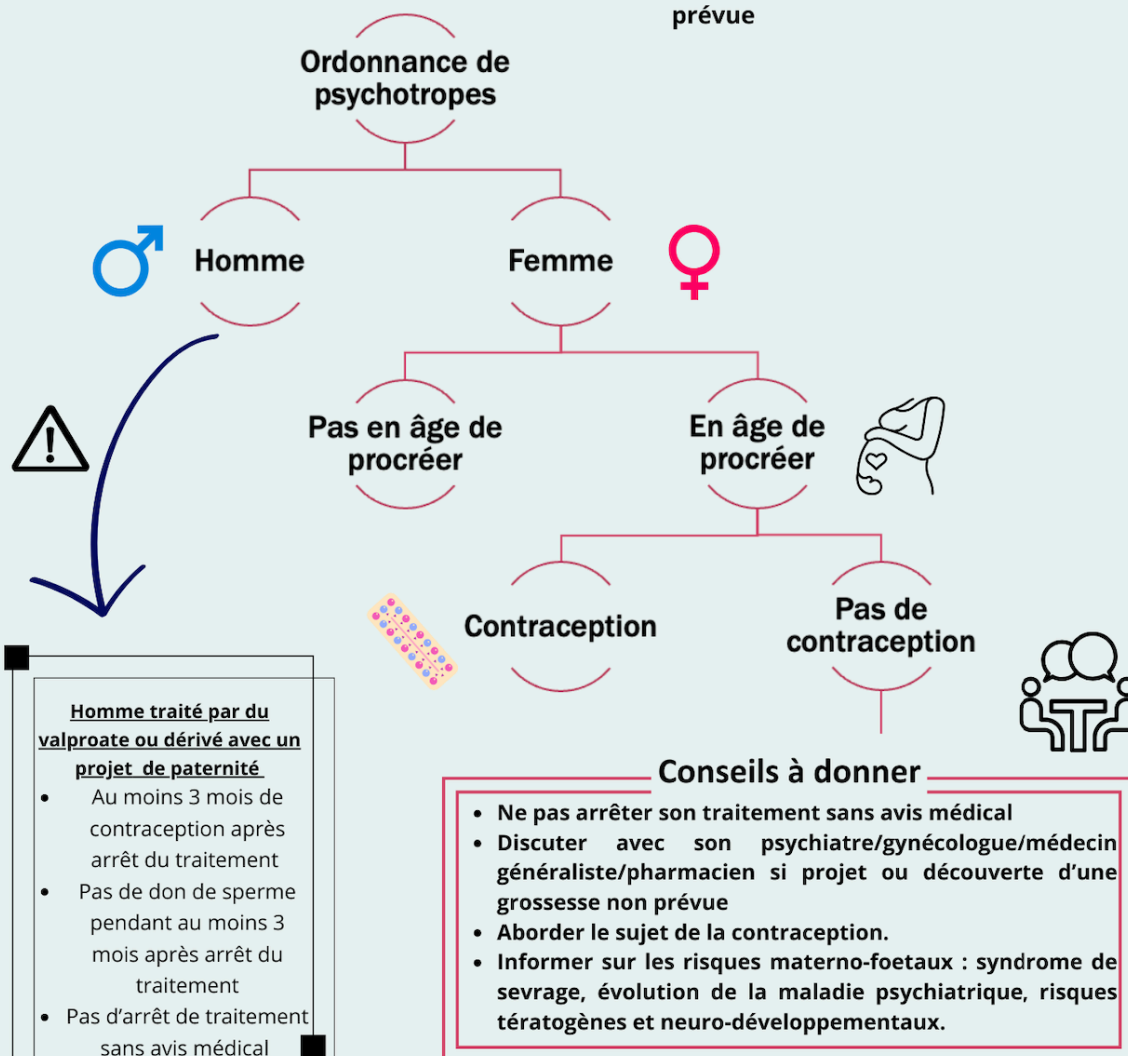 prévue
Ordonnance de
psychotropes
Homme
Femme
Pas en âge de
procréer
En âge de
procréer
Contraception
Pas de
contraception
Homme traité par du
valproate ou dérivé avec un
projet de paternité
• Au moins 3 mois de
contraception après
arrêt du traitement
• Pas de don de sperme
pendant au moins 3
mois après arrêt du
traitement
• Pas d'arrêt de traitement
sans avis médical
Conseils à donner
• Ne pas arrêter son traitement sans avis médical
• Discuter avec son psychiatre/gynécologue/médecin
généraliste/pharmacien si projet ou découverte d'une
grossesse non prévue
• Aborder le sujet de la contraception.
• Informer sur les risques materno-foetaux : syndrome de
sevrage, évolution de la maladie psychiatrique, risques
tératogènes et neuro-développementaux.